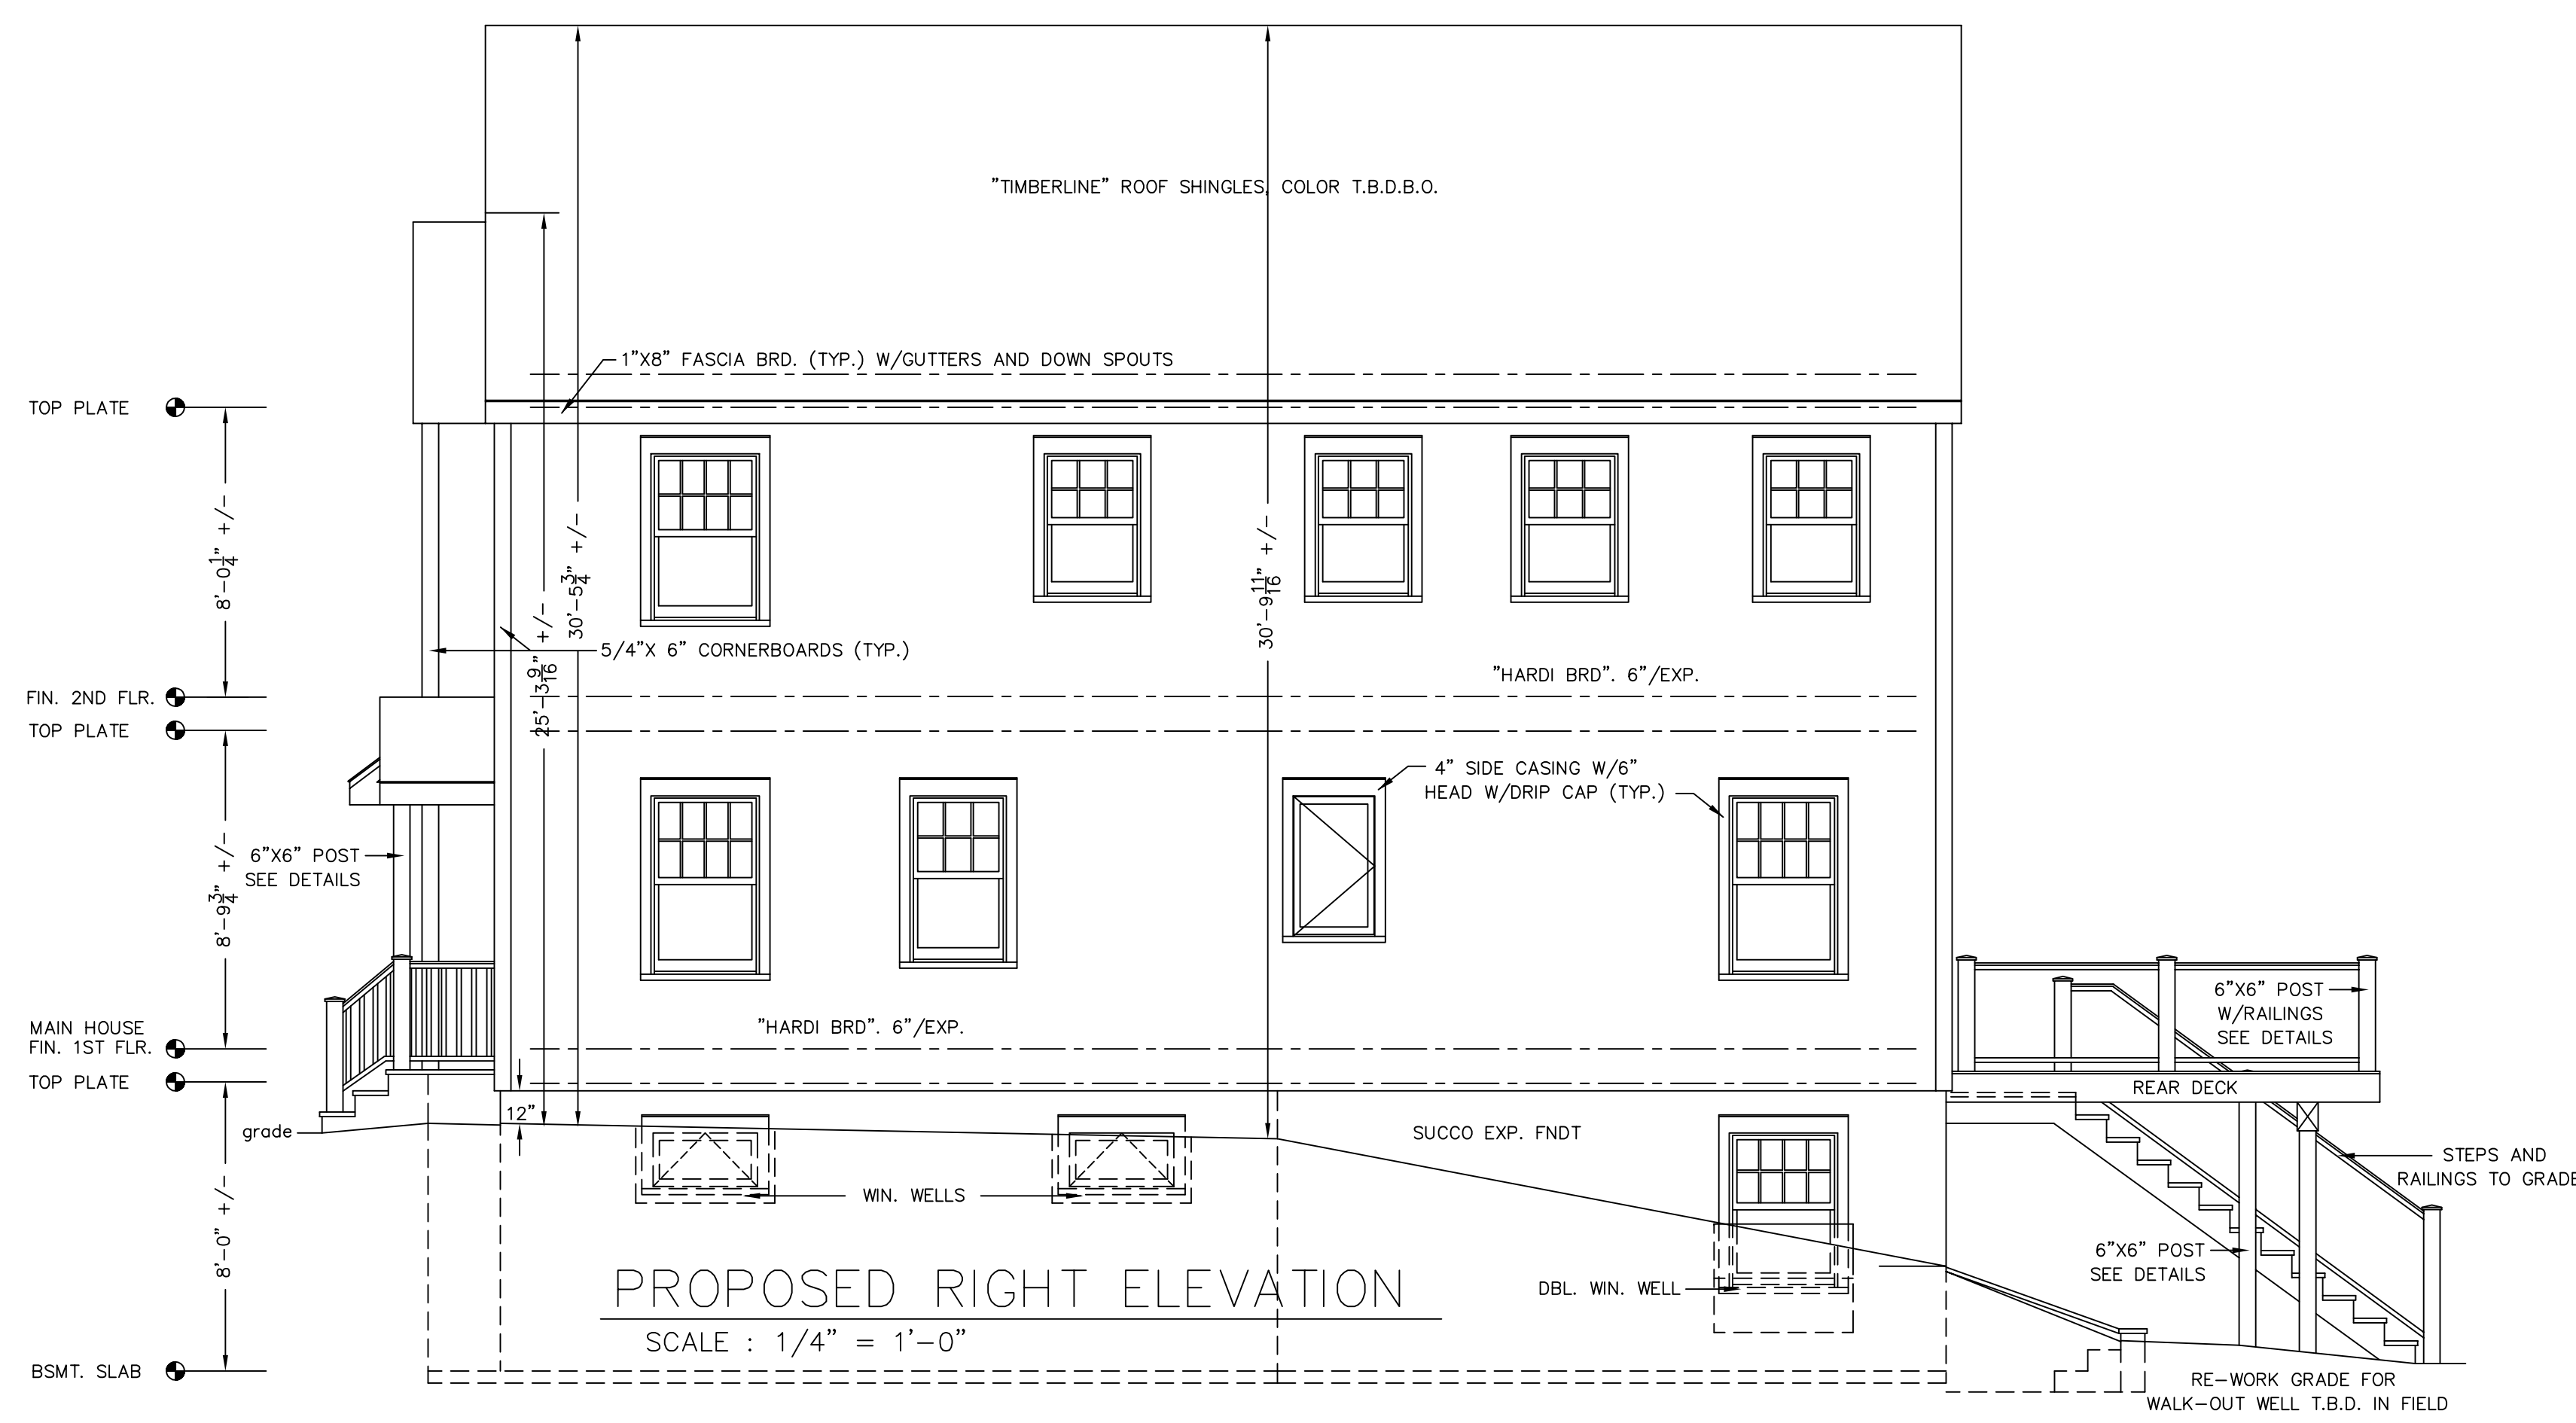 "TIMBERLINE" ROOF SHINGLES, COLOR T.B.D.B.O.
1"X8" FASCIA BRD. (TYP.) W/GUTTERS AND DOWN SPOUTS
TOP PLATE
8'-0 1/4" +/-
30'-5 3/4" +/-
30'-9 11/16" +/-
25'-3 9/16" +/-
5/4"X 6" CORNERBOARDS (TYP.)
"HARDI BRD". 6"/EXP.
FIN. 2ND FLR.
TOP PLATE
4" SIDE CASING W/6"
HEAD W/DRIP CAP (TYP.)
8'-9 3/4" +/-
6"X6" POST
SEE DETAILS
6"X6" POST
W/RAILINGS
SEE DETAILS
"HARDI BRD". 6"/EXP.
MAIN HOUSE
FIN. 1ST FLR.
TOP PLATE
REAR DECK
12"
grade
SUCCO EXP. FNDT
STEPS AND
RAILINGS TO GRADE
WIN. WELLS
8'-0" +/-
6"X6" POST
SEE DETAILS
DBL. WIN. WELL
PROPOSED RIGHT ELEVATION
SCALE : 1/4" = 1'-0"
BSMT. SLAB
RE-WORK GRADE FOR
WALK-OUT WELL T.B.D. IN FIELD